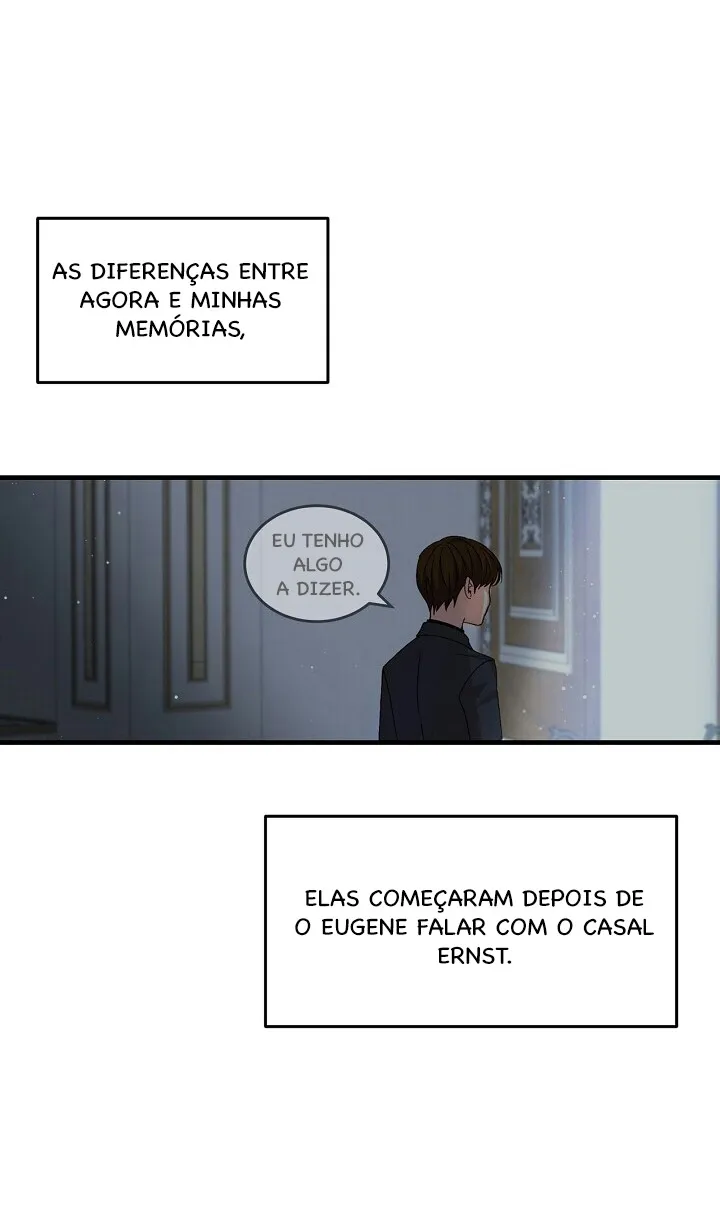 AS DIFERENÇAS ENTRE
AGORA E MINHAS
MEMÓRIAS,
EU TENHO
ALGO
A DIZER.
ELAS COMEÇARAM DEPOIS DE
O EUGENE FALAR COM O CASAL
ERNST.